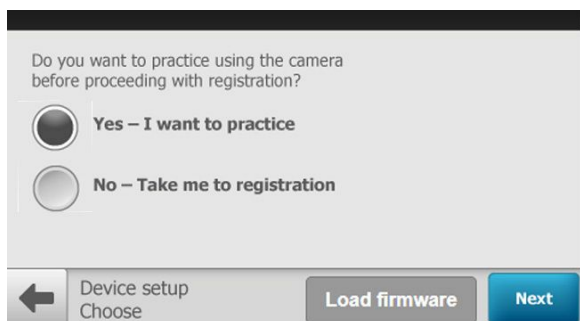 Do you want to practice using the camera
before proceeding with registration?
Yes – I want to practice
No – Take me to registration
Device setup
Choose
Load firmware
Next